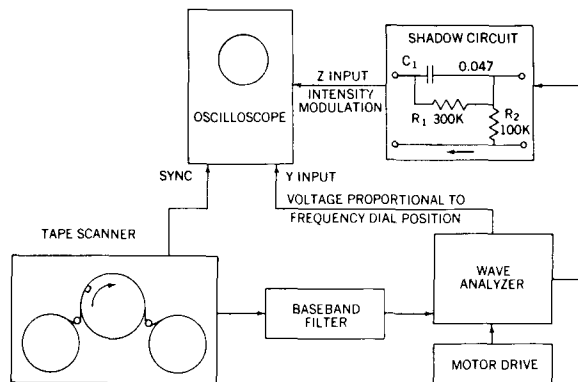 SHADOW CIRCUIT
C1
0.047
R1 300K
R2
100K
Z INPUT
INTENSITY
MODULATION
OSCILLOSCOPE
SYNC
Y INPUT
VOLTAGE PROPORTIONAL TO
FREQUENCY DIAL POSITION
TAPE SCANNER
BASEBAND
FILTER
WAVE
ANALYZER
MOTOR DRIVE